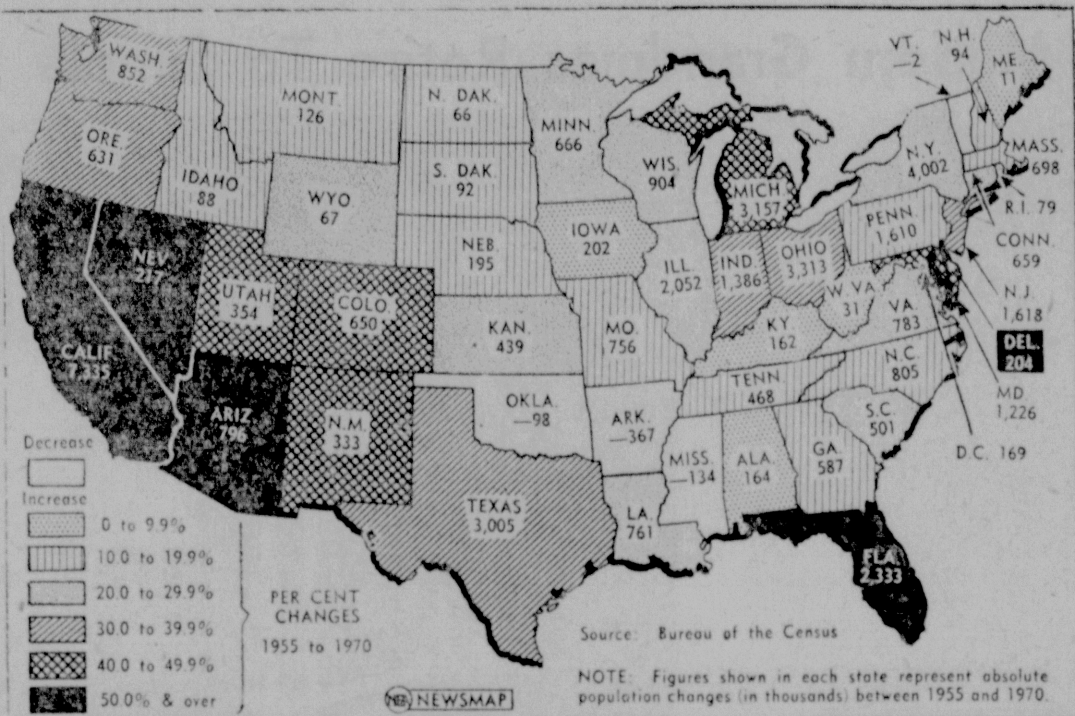 WASH.
852
ORE.
631
CALIF.
7,335
NEV.
IDAHO
88
MONT.
126
WYO
67
UTAH
354
ARIZ.
796
COLO.
650
N.M.
333
N. DAK.
66
S. DAK.
92
NEB.
195
KAN.
439
OKLA.
—98
TEXAS
3,005
MINN.
666
IOWA
202
MO.
756
ARK.
—367
LA.
761
WIS.
904
ILL.
2,052
MICH
3,157
IND.
1,386
OHIO
3,313
KY.
162
TENN.
468
MISS.
—134
ALA.
164
GA.
587
FLA.
2,333
S.C.
501
N.C.
805
VA.
783
W. VA.
31
PENN.
1,610
N.Y.
4,002
VT.
—2
N.H.
94
ME.
11
MASS.
698
R.I. 79
CONN.
659
N.J.
1,618
DEL.
204
MD
1,226
D.C. 169
Decrease
Increase
0 to 9.9%
10.0 to 19.9%
20.0 to 29.9%
30.0 to 39.9%
40.0 to 49.9%
50.0% & over
PER CENT
CHANGES
1955 to 1970
NEA NEWSMAP
Source: Bureau of the Census
NOTE: Figures shown in each state represent absolute
population changes (in thousands) between 1955 and 1970.